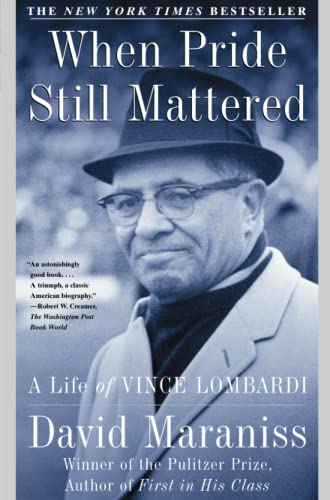 THE NEW YORK TIMES BESTSELLER
When Pride
Still Mattered
"An astonishingly
good book. . . .
A triumph, a classic
American biography."
—Robert W. Creamer,
The Washington Post
Book World
A Life of VINCE LOMBARDI
David Maraniss
Winner of the Pulitzer Prize,
Author of First in His Class